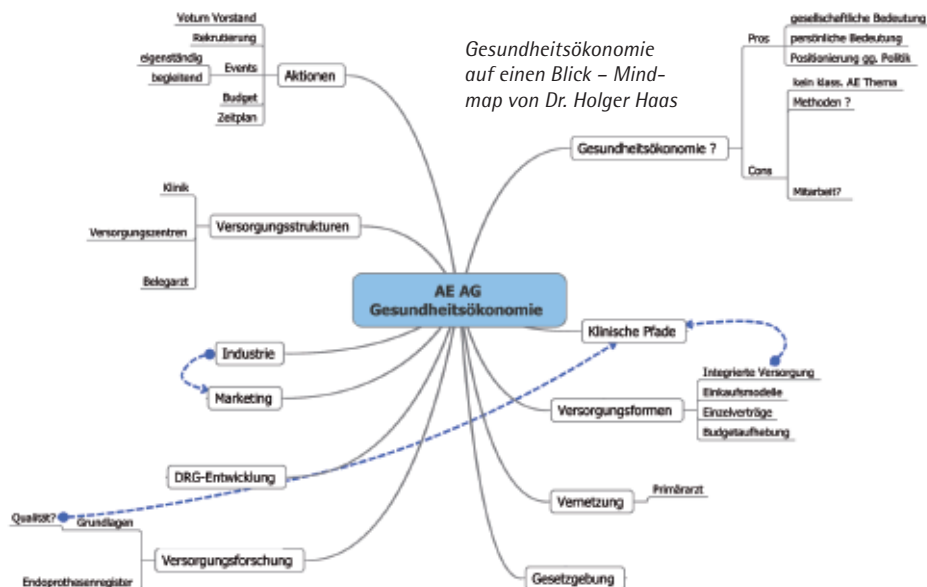 Gesundheitsökonomie
auf einen Blick – Mind-
map von Dr. Holger Haas
Votum Vorstand
Rekrutierung
eigenständig
begleitend
Events
Budget
Zeitplan
Aktionen
Klinik
Versorgungszentren
Belegarzt
Versorgungsstrukturen
AE AG
Gesundheitsökonomie
Industrie
Marketing
DRG-Entwicklung
Qualität?
Grundlagen
Endoprothesenregister
Versorgungsforschung
Gesundheitsökonomie ?
Pros
gesellschaftliche Bedeutung
persönliche Bedeutung
Positionierung gg. Politik
Cons
kein klass. AE Thema
Methoden ?
Mitarbeit?
Klinische Pfade
Versorgungsformen
Integrierte Versorgung
Einkaufsmodelle
Einzelverträge
Budgetaufhebung
Vernetzung
Primärarzt
Gesetzgebung